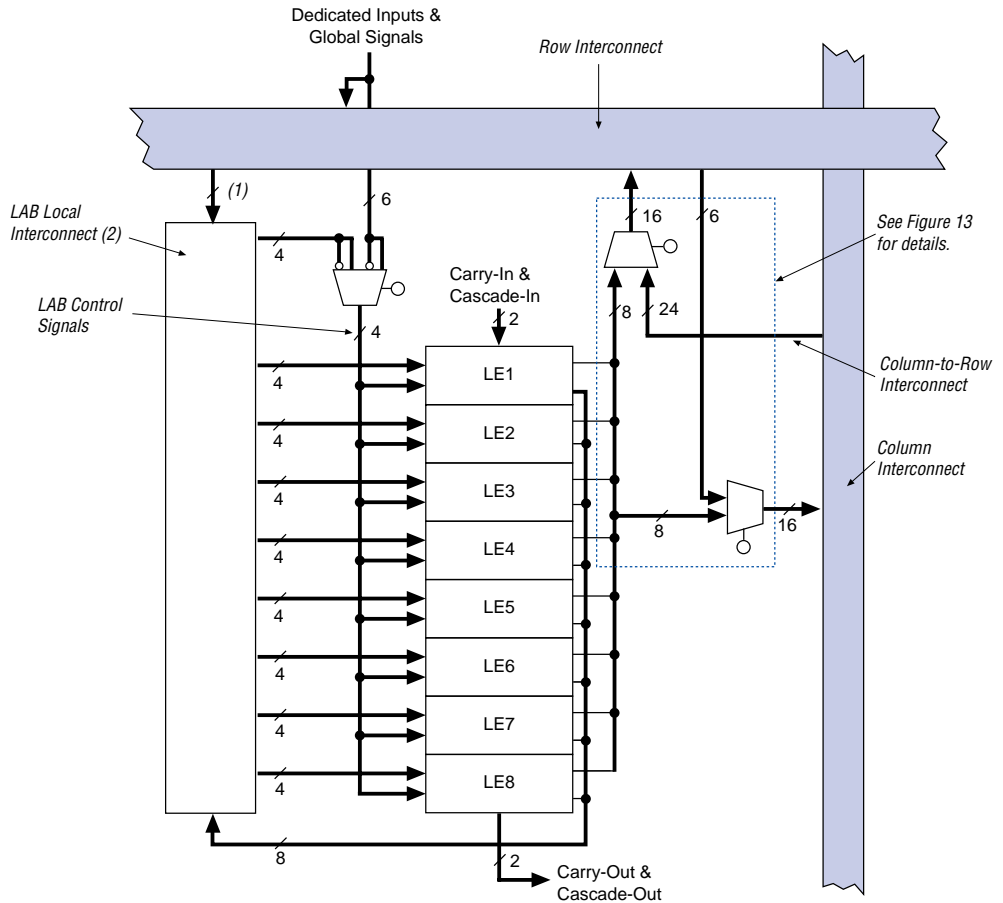 Dedicated Inputs &
Global Signals
Row Interconnect
(1)
6
16
6
LAB Local
Interconnect (2)
See Figure 13
for details.
4
Carry-In &
Cascade-In
LAB Control
Signals
4
2
8
24
Column-to-Row
Interconnect
LE1
4
LE2
4
Column
Interconnect
LE3
4
8
16
LE4
4
LE5
4
LE6
4
LE7
4
LE8
4
8
2
Carry-Out &
Cascade-Out